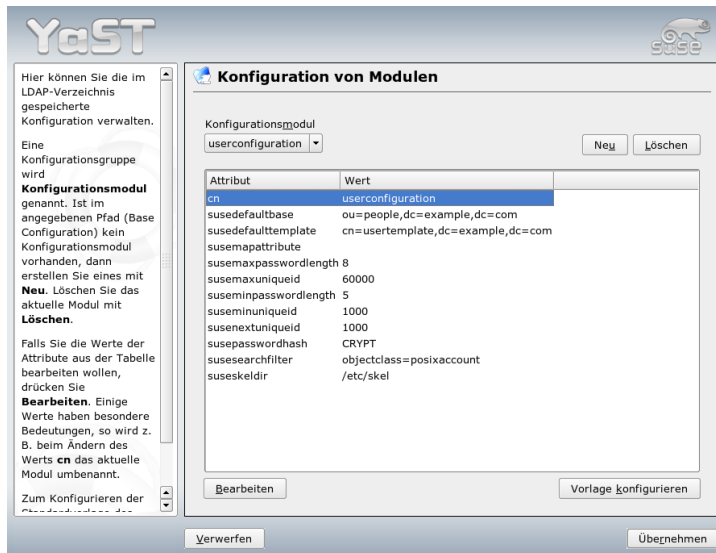 YaST
suse
Hier können Sie die im
LDAP-Verzeichnis
gespeicherte
Konfiguration verwalten.
Eine
Konfigurationsgruppe
wird
Konfigurationsmodul
genannt. Ist im
angegebenen Pfad (Base
Configuration) kein
Konfigurationsmodul
vorhanden, dann
erstellen Sie eines mit
Neu. Löschen Sie das
aktuelle Modul mit
Löschen.
Falls Sie die Werte der
Attribute aus der Tabelle
bearbeiten wollen,
drücken Sie
Bearbeiten. Einige
Werte haben besondere
Bedeutungen, so wird z.
B. beim Ändern des
Werts cn das aktuelle
Modul umbenannt.
Zum Konfigurieren der
Konfiguration von Modulen
Konfigurationsmodul
userconfiguration
Neu Löschen
Attribut Wert
cn userconfiguration
susedefaultbase ou=people,dc=example,dc=com
susedefaulttemplate cn=usertemplate,dc=example,dc=com
susemapattribute
susemaxpasswordlength 8
susemaxuniqueid 60000
suseminpasswordlength 5
suseminuniqueid 1000
susenextuniqueid 1000
susepasswordhash CRYPT
susesearchfilter objectclass=posixaccount
suseskeldir /etc/skel
Bearbeiten Vorlage konfigurieren
Verwerfen Übernehmen